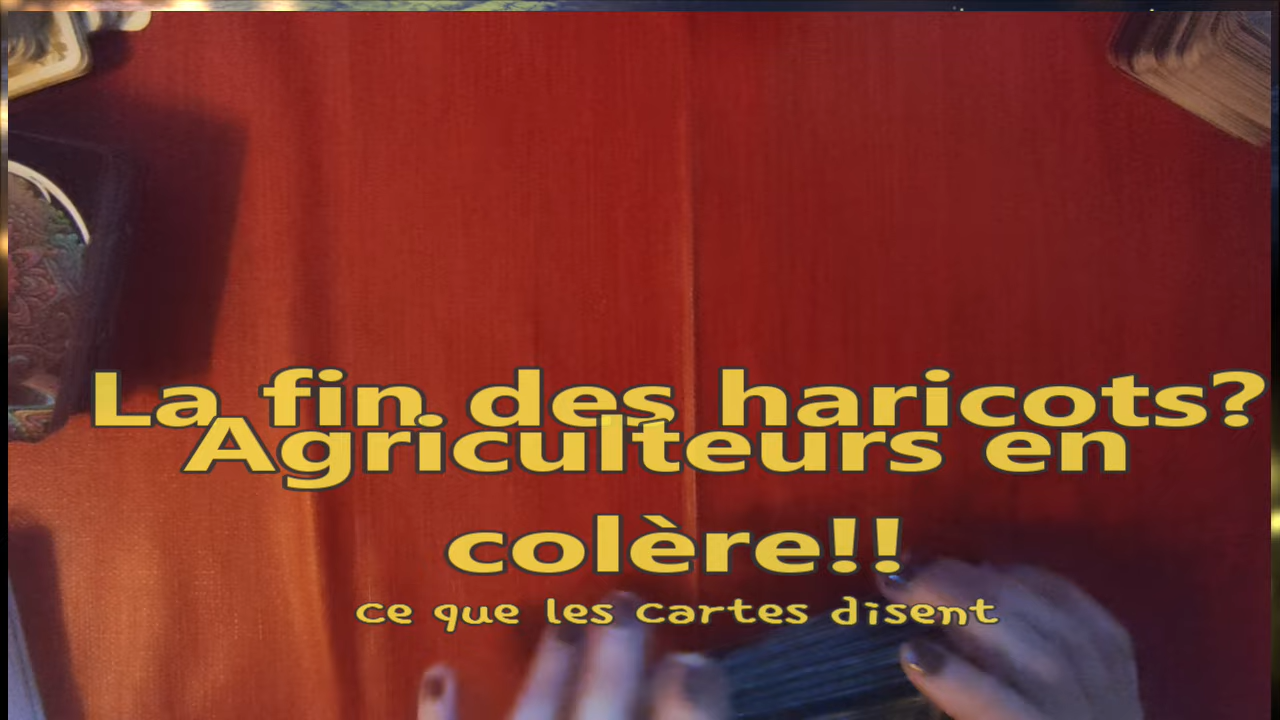 La fin des haricots?
Agriculteurs en
colère!!
ce que les cartes disent